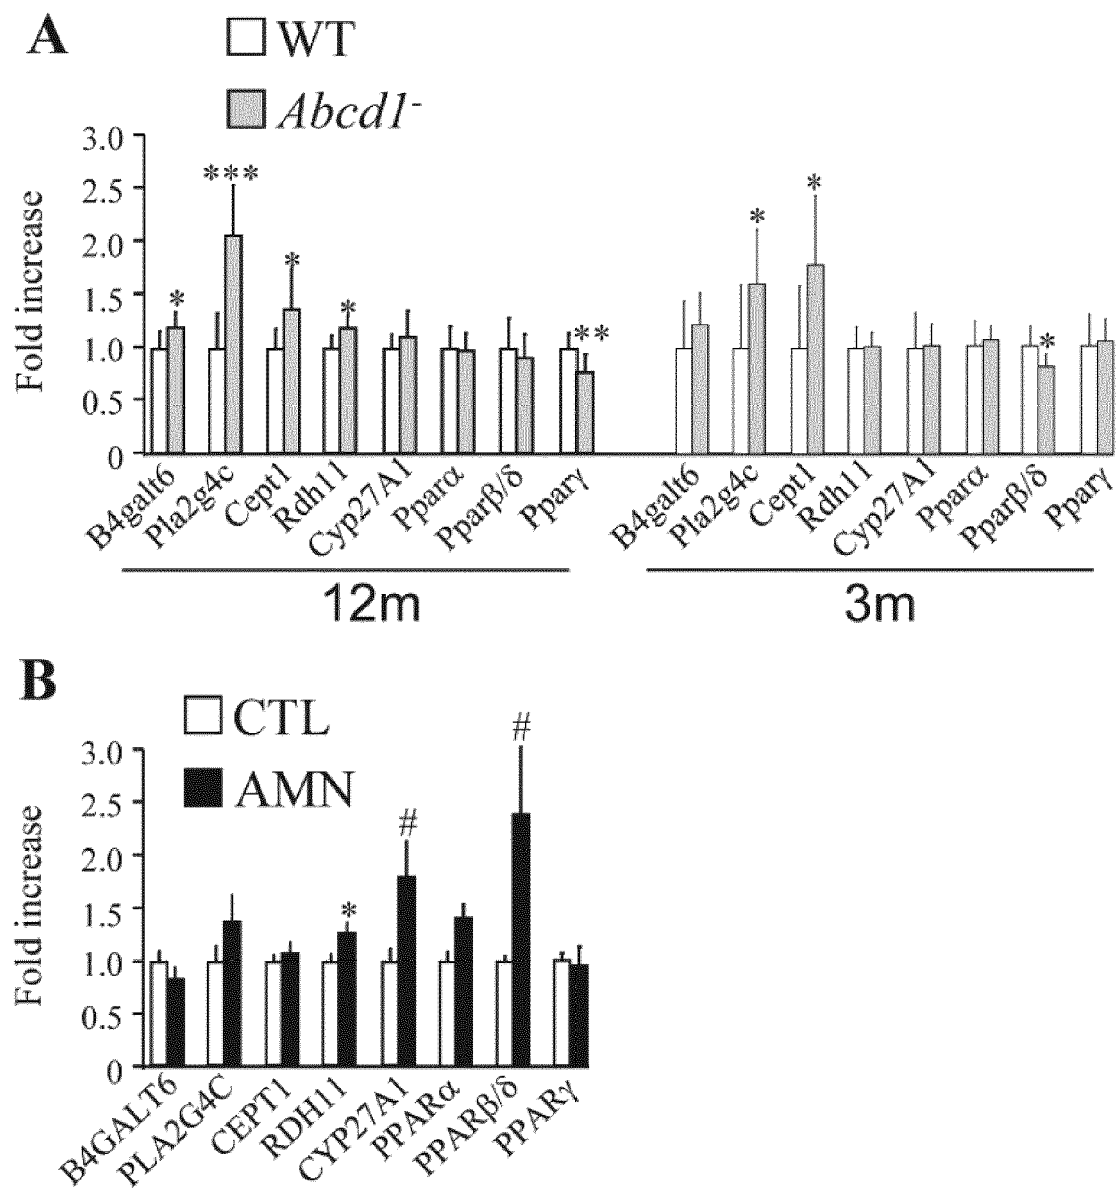 A
WT
Abcd1-
Fold increase
3.0
2.5
2.0
1.5
1.0
0.5
0
* *** * * ** * * *
B4galt6 Pla2g4c Cept1 Rdh11 Cyp27A1 Pparα Pparβ/δ Pparγ
B4galt6 Pla2g4c Cept1 Rdh11 Cyp27A1 Pparα Pparβ/δ Pparγ
12m
3m
B
CTL
AMN
Fold increase
3.0
2.5
2.0
1.5
1.0
0.5
0
* # #
B4GALT6 PLA2G4C CEPT1 RDH11 CYP27A1 PPARα PPARβ/δ PPARγ